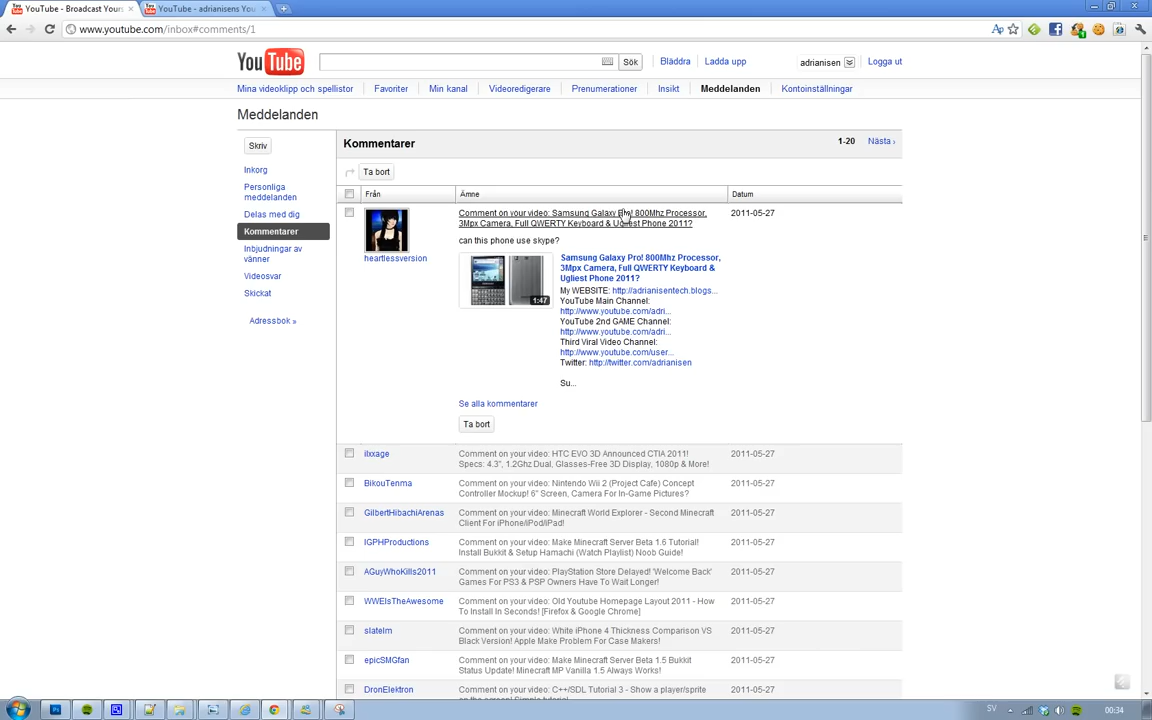 YouTube - Broadcast Yours
YouTube - adrianisens You
www.youtube.com/inbox#comments/1
YouTube
Sök
Bläddra
Ladda upp
adrianisen
Logga ut
Mina videoklipp och spellistor
Favoriter
Min kanal
Videoredigerare
Prenumerationer
Insikt
Meddelanden
Kontoinställningar
Meddelanden
Skriv
Inkorg
Personliga
meddelanden
Delas med dig
Kommentarer
Inbjudningar av
vänner
Videosvar
Skickat
Adressbok »
Kommentarer
1-20
Nästa ›
Ta bort
Från
Ämne
Datum
Comment on your video: Samsung Galaxy Pro! 800Mhz Processor,
3Mpx Camera, Full QWERTY Keyboard & Ugliest Phone 2011?
2011-05-27
can this phone use skype?
heartlessversion
1:47
Samsung Galaxy Pro! 800Mhz Processor,
3Mpx Camera, Full QWERTY Keyboard &
Ugliest Phone 2011?
My WEBSITE: http://adrianisentech.blogs...
YouTube Main Channel:
http://www.youtube.com/adri...
YouTube 2nd GAME Channel:
http://www.youtube.com/adri...
Third Viral Video Channel:
http://www.youtube.com/user...
Twitter: http://twitter.com/adrianisen
Su...
Se alla kommentarer
Ta bort
ilxxage
Comment on your video: HTC EVO 3D Announced CTIA 2011!
Specs: 4.3", 1.2Ghz Dual, Glasses-Free 3D Display, 1080p & More!
2011-05-27
BikouTenma
Comment on your video: Nintendo Wii 2 (Project Cafe) Concept
Controller Mockup! 6" Screen, Camera For In-Game Pictures?
2011-05-27
GilbertHibachiArenas
Comment on your video: Minecraft World Explorer - Second Minecraft
Client For iPhone/iPod/iPad!
2011-05-27
IGPHProductions
Comment on your video: Make Minecraft Server Beta 1.6 Tutorial!
Install Bukkit & Setup Hamachi (Watch Playlist) Noob Guide!
2011-05-27
AGuyWhoKills2011
Comment on your video: PlayStation Store Delayed! 'Welcome Back'
Games For PS3 & PSP Owners Have To Wait Longer!
2011-05-27
WWEIsTheAwesome
Comment on your video: Old Youtube Homepage Layout 2011 - How
To Install In Seconds! [Firefox & Google Chrome]
2011-05-27
slatelm
Comment on your video: White iPhone 4 Thickness Comparison VS
Black Version! Apple Make Problem For Case Makers!
2011-05-27
epicSMGfan
Comment on your video: Make Minecraft Server Beta 1.5 Bukkit
Status Update! Minecraft MP Vanilla 1.5 Always Works!
2011-05-27
DronElektron
Comment on your video: C++/SDL Tutorial 3 - Show a player/sprite
2011-05-27
SV
00:34